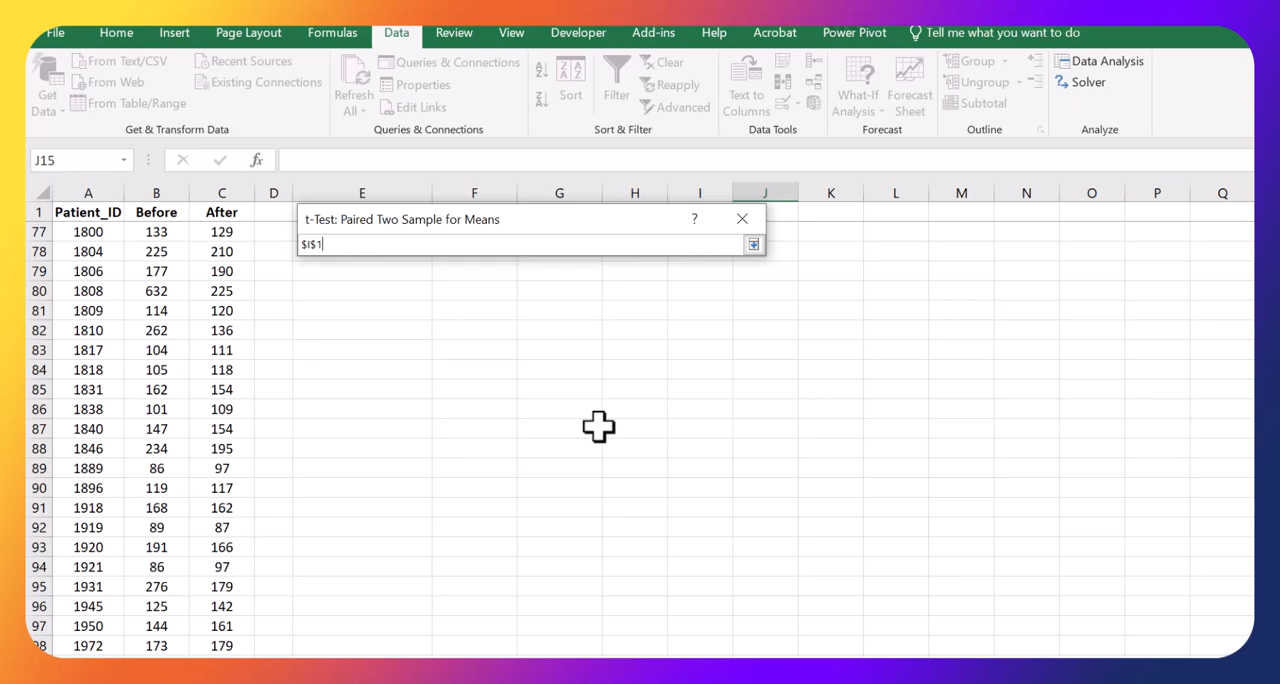 File Home Insert Page Layout Formulas Data Review View Developer Add-ins Help Acrobat Power Pivot Tell me what you want to do
From Text/CSV Recent Sources Queries & Connections Clear Group Data Analysis
From Web Existing Connections Properties Reapply Ungroup Solver
From Table/Range Edit Links Advanced Subtotal
Get Data Refresh All Sort Filter Text to Columns What-If Analysis Forecast Sheet
Get & Transform Data Queries & Connections Sort & Filter Data Tools Forecast Outline Analyze
J15 fx
A B C D E F G H I J K L M N O P Q
1 Patient_ID Before After
t-Test: Paired Two Sample for Means ?
$I$1
77 1800 133 129
78 1804 225 210
79 1806 177 190
80 1808 632 225
81 1809 114 120
82 1810 262 136
83 1817 104 111
84 1818 105 118
85 1831 162 154
86 1838 101 109
87 1840 147 154
88 1846 234 195
89 1889 86 97
90 1896 119 117
91 1918 168 162
92 1919 89 87
93 1920 191 166
94 1921 86 97
95 1931 276 179
96 1945 125 142
97 1950 144 161
98 1972 173 179